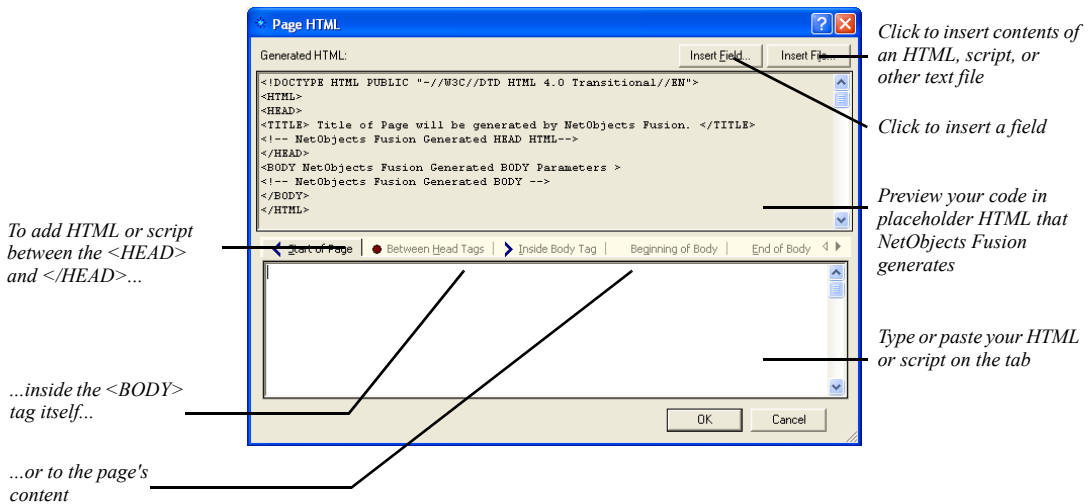 Page HTML
Generated HTML:
Insert Field...
Insert File...
<!DOCTYPE HTML PUBLIC "-//W3C//DTD HTML 4.0 Transitional//EN">
<HTML>
<HEAD>
<TITLE> Title of Page will be generated by NetObjects Fusion. </TITLE>
<!-- NetObjects Fusion Generated HEAD HTML-->
</HEAD>
<BODY NetObjects Fusion Generated BODY Parameters >
<!-- NetObjects Fusion Generated BODY -->
</BODY>
</HTML>
Start of Page | Between Head Tags | Inside Body Tag | Beginning of Body | End of Body
OK
Cancel
To add HTML or script
between the <HEAD>
and </HEAD>...
...inside the <BODY>
tag itself...
...or to the page's
content
Click to insert contents of
an HTML, script, or
other text file
Click to insert a field
Preview your code in
placeholder HTML that
NetObjects Fusion
generates
Type or paste your HTML
or script on the tab